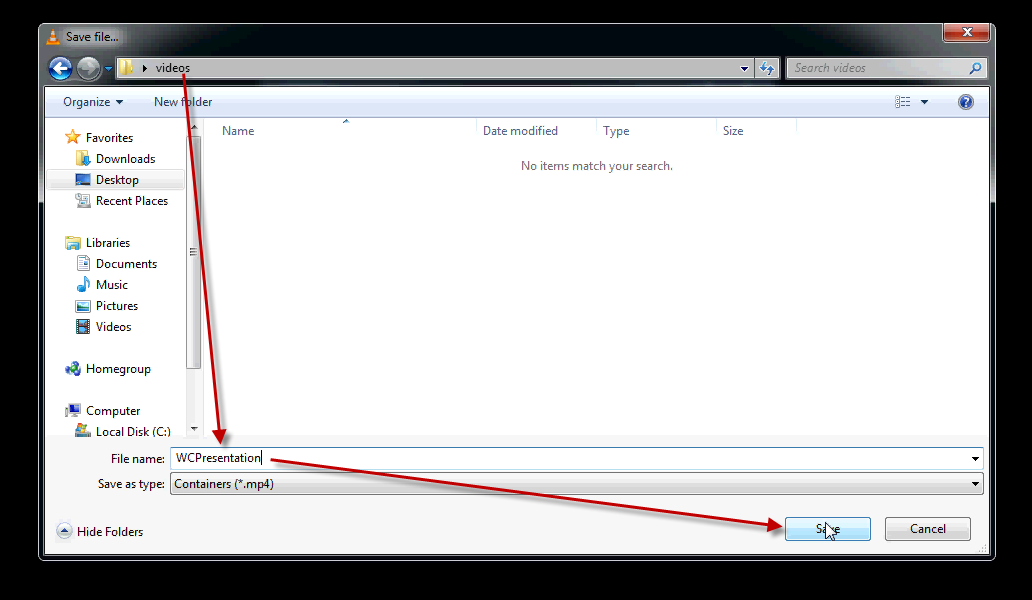 Save file...
videos
Search videos
Organize
New folder
Name
Date modified
Type
Size
No items match your search.
Favorites
Downloads
Desktop
Recent Places
Libraries
Documents
Music
Pictures
Videos
Homegroup
Computer
Local Disk (C:)
File name: WCPresentation
Save as type: Containers (*.mp4)
Hide Folders
Save
Cancel